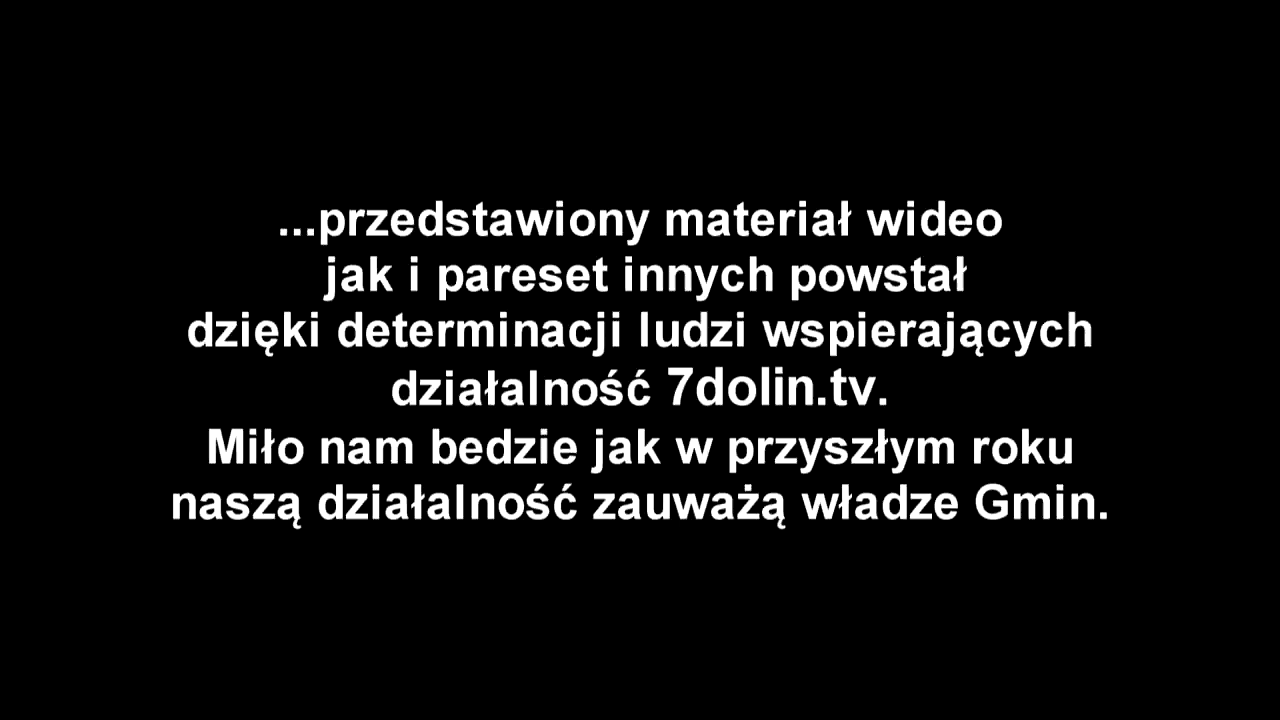 ...przedstawiony materiał wideo
jak i pareset innych powstał
dzięki determinacji ludzi wspierających
działalność 7dolin.tv.
Miło nam bedzie jak w przyszłym roku
naszą działalność zauważą władze Gmin.